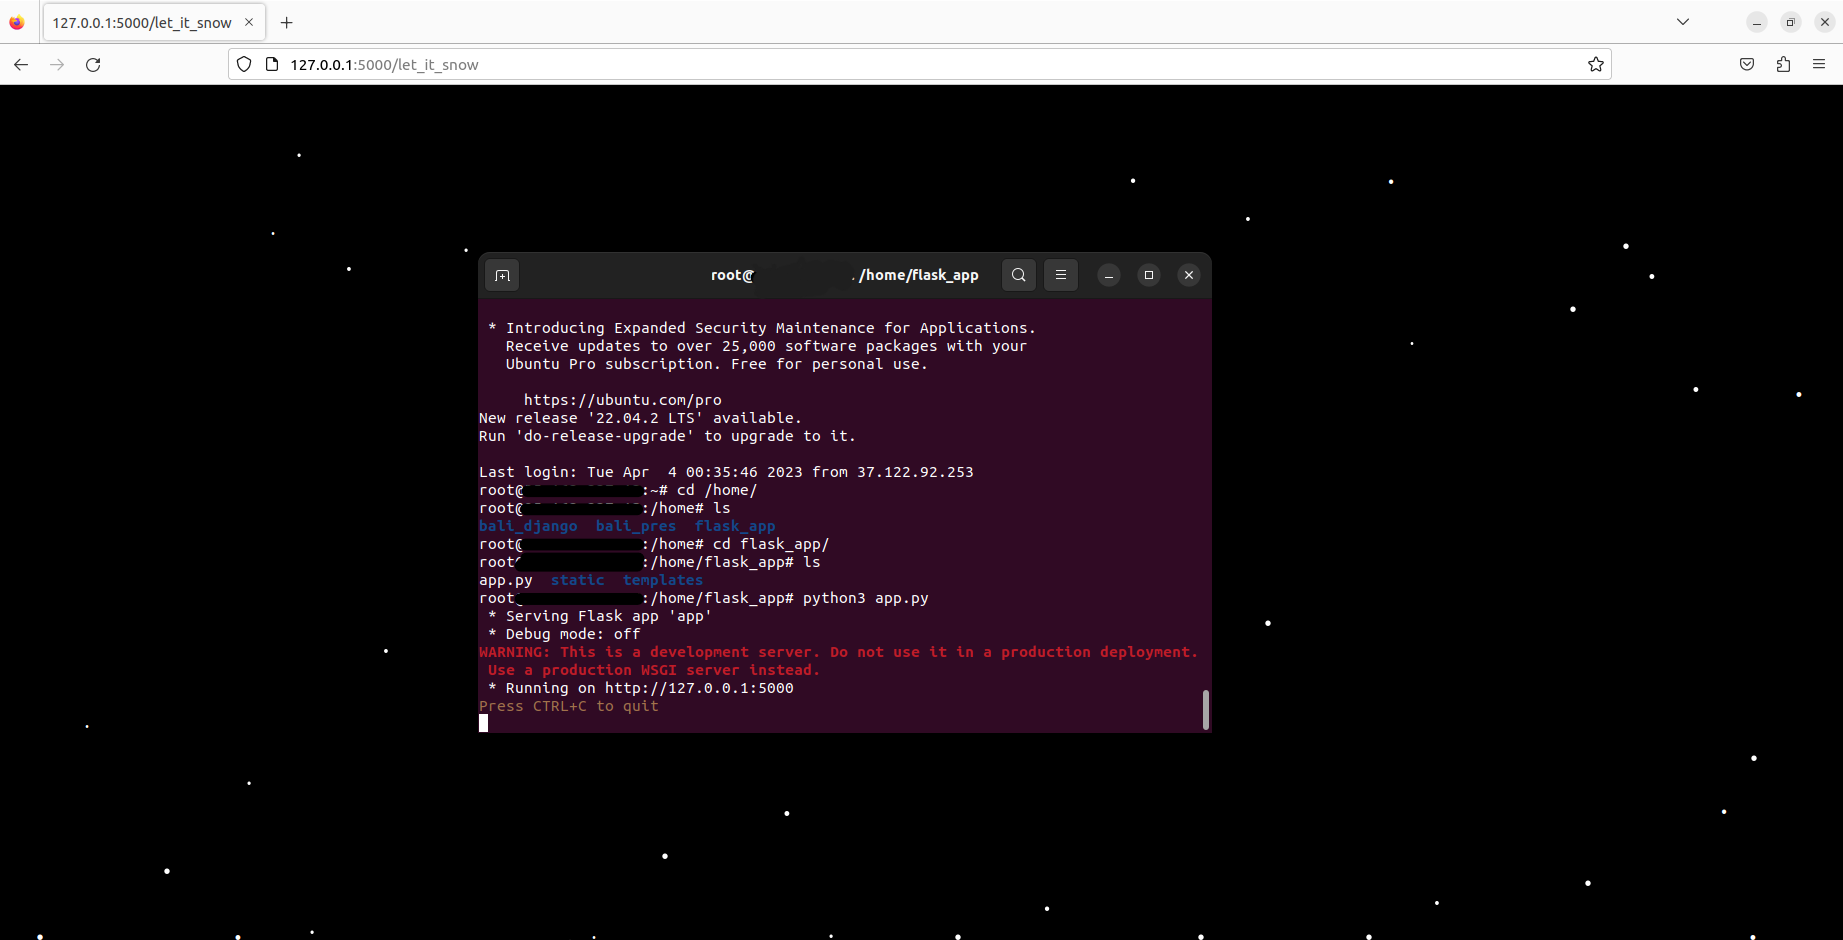 127.0.0.1:5000/let_it_snow
127.0.0.1:5000/let_it_snow
root@ /home/flask_app
* Introducing Expanded Security Maintenance for Applications.
Receive updates to over 25,000 software packages with your
Ubuntu Pro subscription. Free for personal use.
https://ubuntu.com/pro
New release '22.04.2 LTS' available.
Run 'do-release-upgrade' to upgrade to it.
Last login: Tue Apr  4 00:35:46 2023 from 37.122.92.253
root@ :~# cd /home/
root@ :/home# ls
bali_django  bali_pres  flask_app
root@ :/home# cd flask_app/
root :/home/flask_app# ls
app.py  static  templates
root :/home/flask_app# python3 app.py
* Serving Flask app 'app'
* Debug mode: off
WARNING: This is a development server. Do not use it in a production deployment.
Use a production WSGI server instead.
* Running on http://127.0.0.1:5000
Press CTRL+C to quit